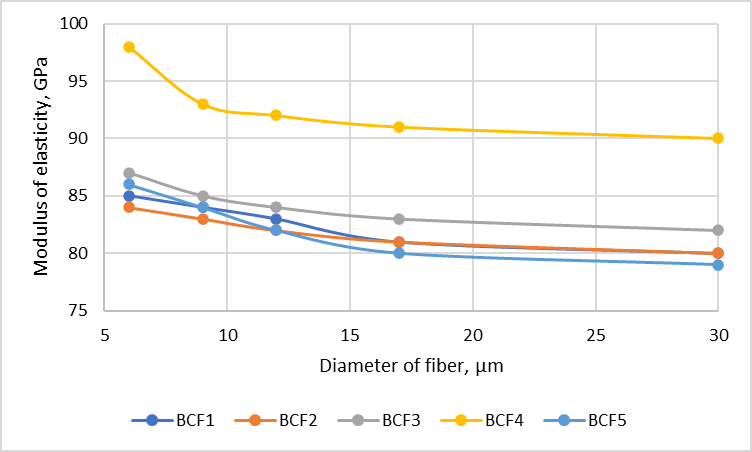 100
95
90
85
80
75
Modulus of elasticity, GPa
5 10 15 20 25 30
Diameter of fiber, µm
BCF1 BCF2 BCF3 BCF4 BCF5